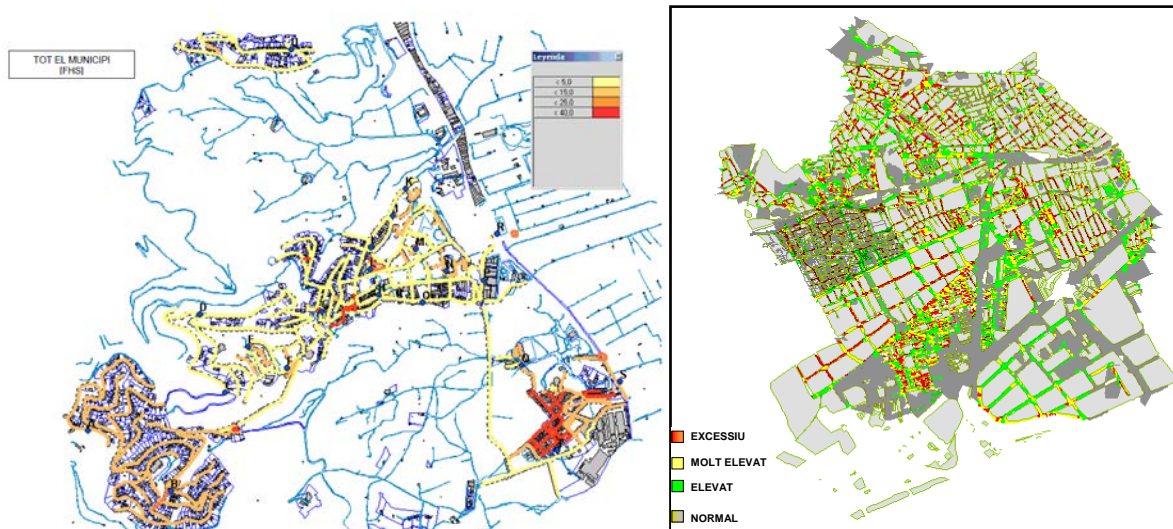 TOT EL MUNICIPI
[FHS]
Leyenda
< 5,0
< 15,0
< 25,0
< 40,0
K
R
M
N
O
D
E
C
S
B
EXCESSIU
MOLT ELEVAT
ELEVAT
NORMAL